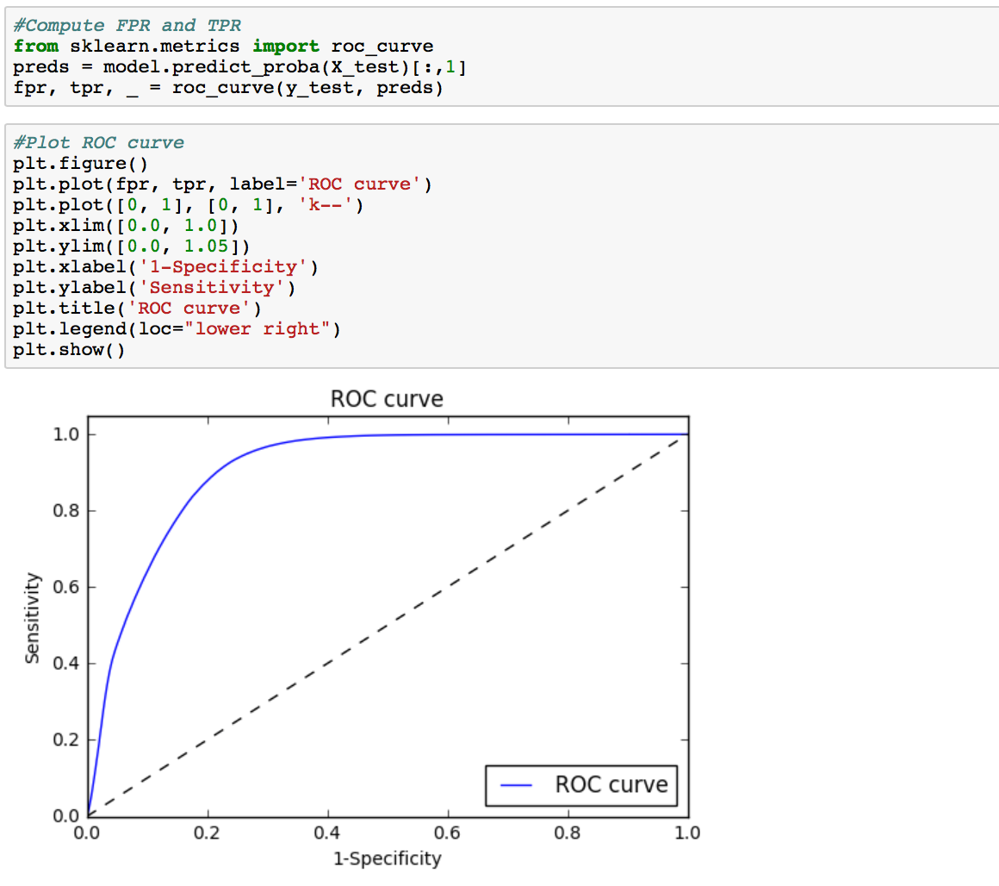 #Compute FPR and TPR
from sklearn.metrics import roc_curve
preds = model.predict_proba(X_test)[:,1]
fpr, tpr, _ = roc_curve(y_test, preds)
#Plot ROC curve
plt.figure()
plt.plot(fpr, tpr, label='ROC curve')
plt.plot([0, 1], [0, 1], 'k--')
plt.xlim([0.0, 1.0])
plt.ylim([0.0, 1.05])
plt.xlabel('1-Specificity')
plt.ylabel('Sensitivity')
plt.title('ROC curve')
plt.legend(loc="lower right")
plt.show()
ROC curve
1.0
0.8
0.6
0.4
0.2
0.0
Sensitivity
ROC curve
0.0 0.2 0.4 0.6 0.8 1.0
1-Specificity